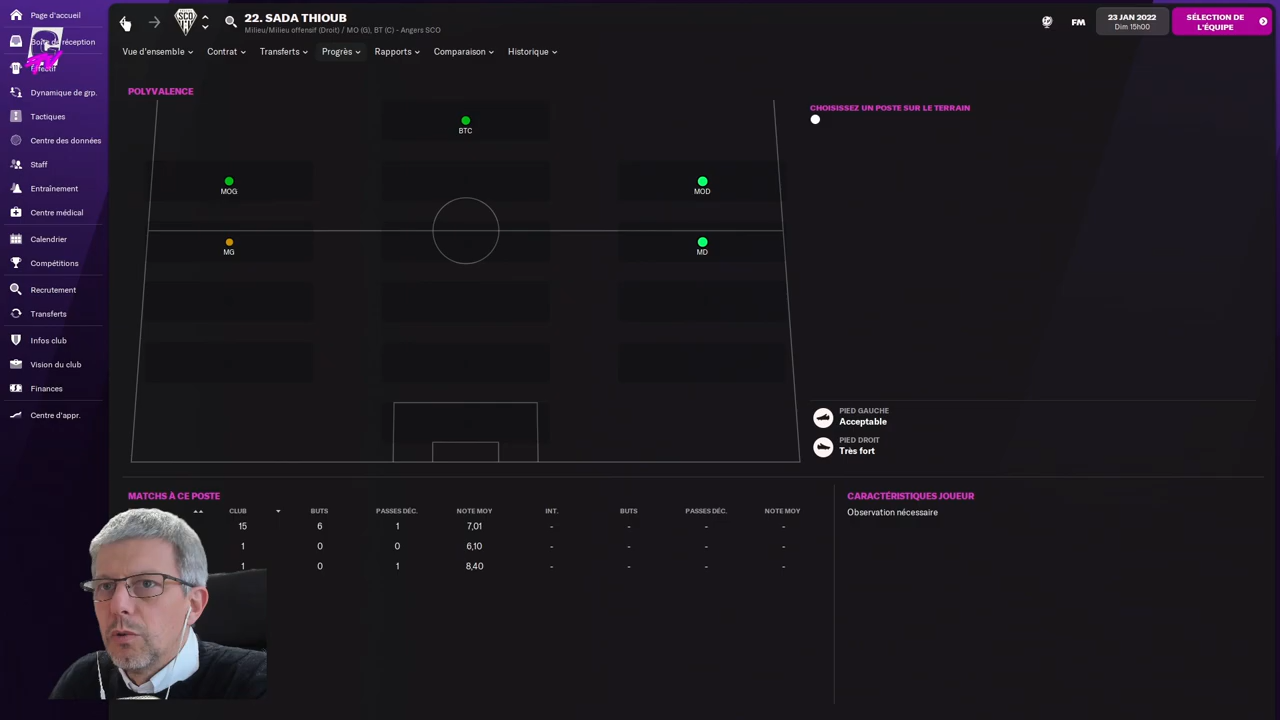 Page d'accueil
Boîte de réception
Effectif
Dynamique de grp.
Tactiques
Centre des données
Staff
Entraînement
Centre médical
Calendrier
Compétitions
Recrutement
Transferts
Infos club
Vision du club
Finances
Centre d'appr.
SCO
22. SADA THIOUB
Milieu/Milieu offensif (Droit) / MO (G), BT (C) - Angers SCO
FM
23 JAN 2022
Dim 15h00
SÉLECTION DE
L'ÉQUIPE
Vue d'ensemble
Contrat
Transferts
Progrès
Rapports
Comparaison
Historique
POLYVALENCE
BTC
MOG
MOD
MG
MD
CHOISISSEZ UN POSTE SUR LE TERRAIN
PIED GAUCHE
Acceptable
PIED DROIT
Très fort
MATCHS À CE POSTE
CLUB BUTS PASSES DÉC. NOTE MOY INT. BUTS PASSES DÉC. NOTE MOY
15 6 1 7,01 - - - -
1 0 0 6,10 - - - -
1 0 1 8,40 - - - -
CARACTÉRISTIQUES JOUEUR
Observation nécessaire